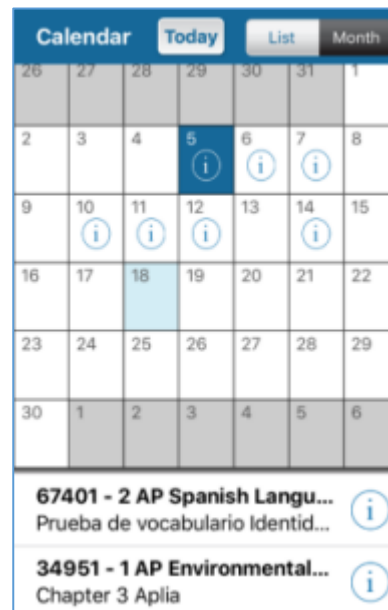 Calendar Today List Month
26 27 28 29 30 31 1
2 3 4 5 6 7 8
i i i
9 10 11 12 13 14 15
i i i i
16 17 18 19 20 21 22
23 24 25 26 27 28 29
30 1 2 3 4 5 6
67401 - 2 AP Spanish Langu...
i
Prueba de vocabulario Identid...
34951 - 1 AP Environmental...
i
Chapter 3 Aplia